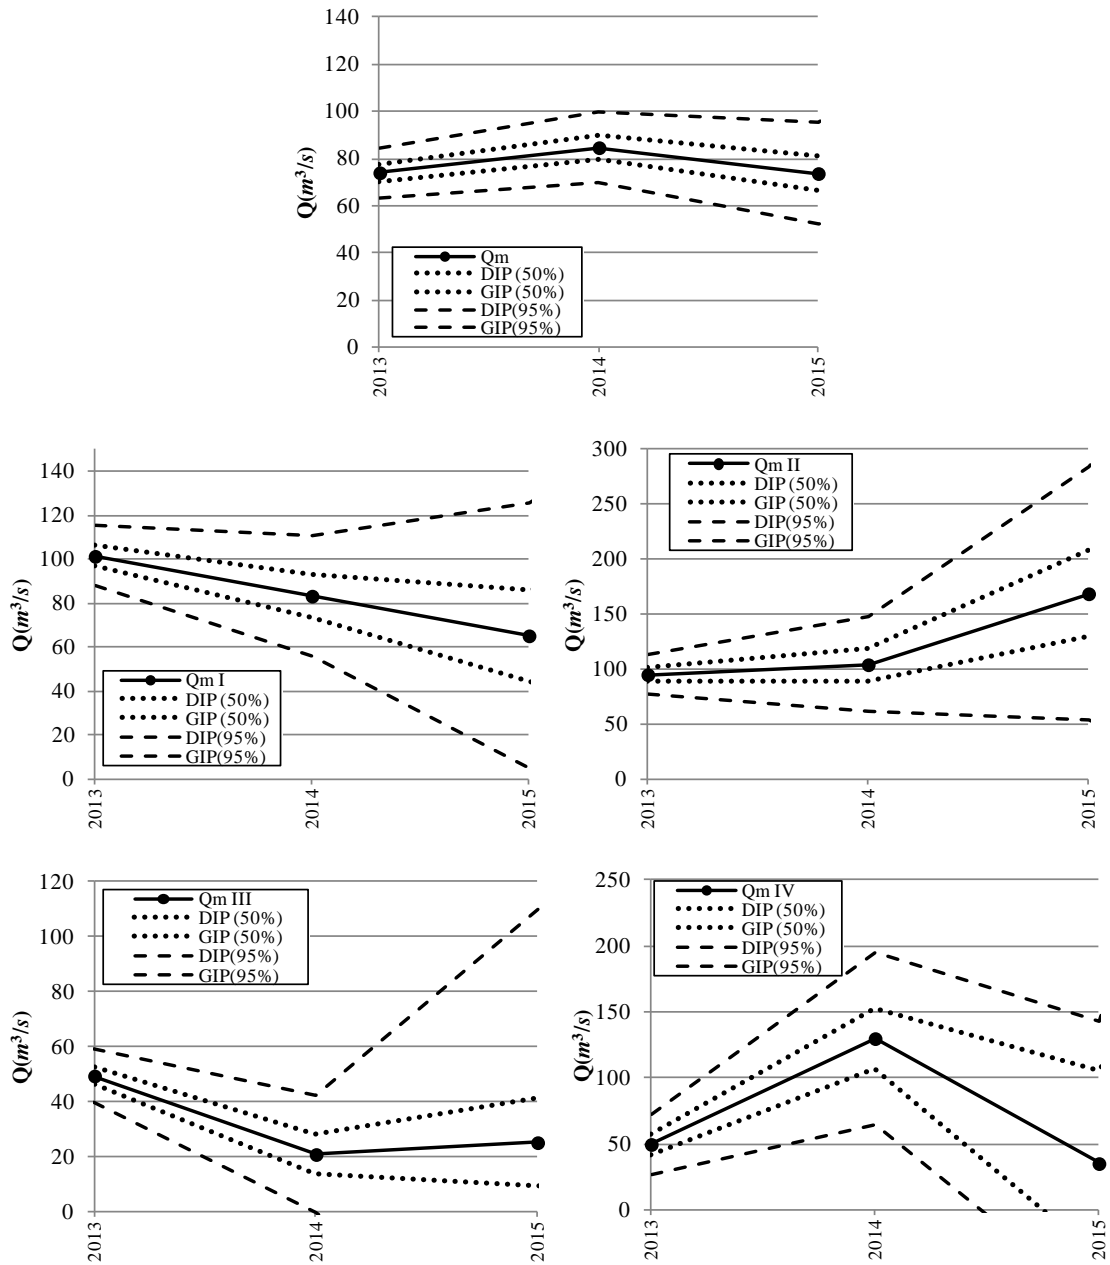 140
120
100
80
60
40
20
0
Q(m³/s)
Qm
DIP (50%)
GIP (50%)
DIP(95%)
GIP(95%)
2013
2014
2015
140
120
100
80
60
40
20
0
Q(m³/s)
Qm I
DIP (50%)
GIP (50%)
DIP(95%)
GIP(95%)
2013
2014
2015
300
250
200
150
100
50
0
Q(m³/s)
Qm II
DIP (50%)
GIP (50%)
DIP(95%)
GIP(95%)
2013
2014
2015
120
100
80
60
40
20
0
Q(m³/s)
Qm III
DIP (50%)
GIP (50%)
DIP(95%)
GIP(95%)
2013
2014
2015
250
200
150
100
50
0
Q(m³/s)
Qm IV
DIP (50%)
GIP (50%)
DIP(95%)
GIP(95%)
2013
2014
2015